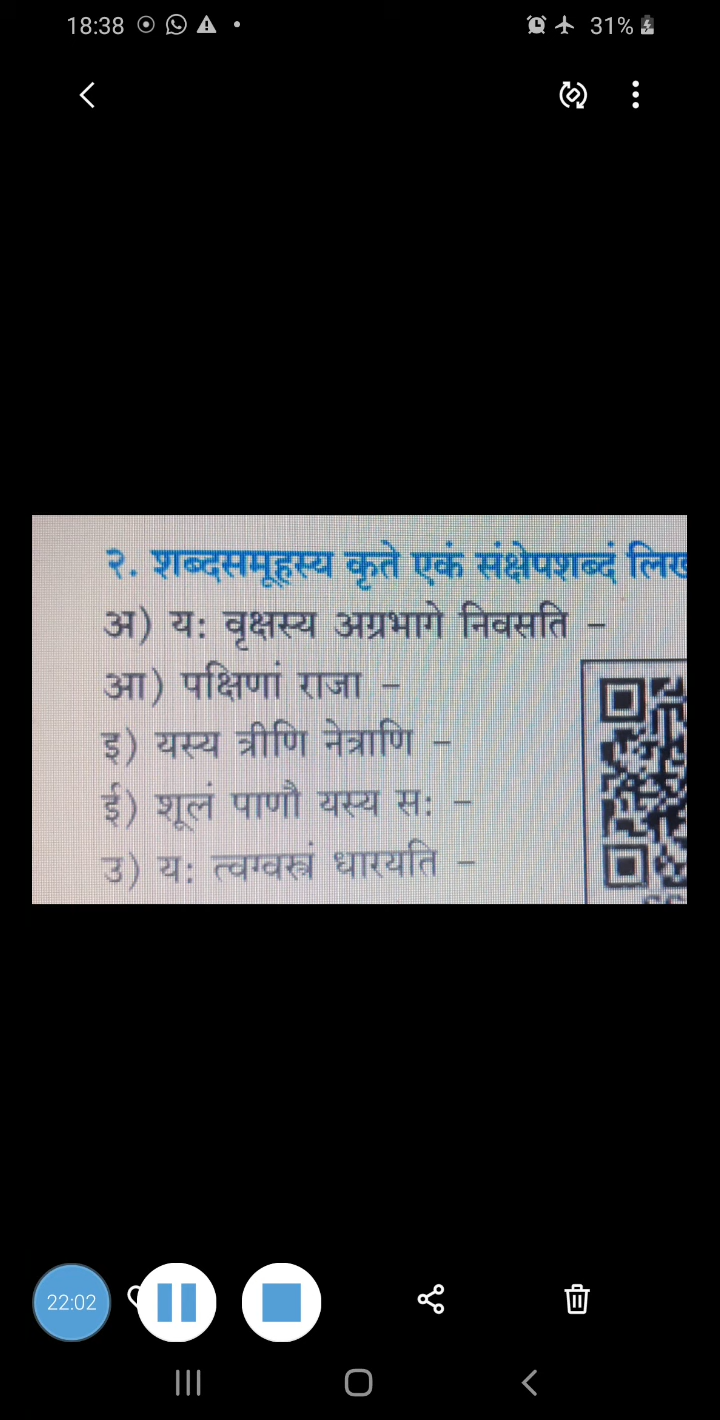 18:38
31%
२. शब्दसमूहस्य कृते एकं संक्षेपशब्दं
अ) यः वृक्षस्य अग्रभागे निवसति –
आ) पक्षिणां राजा –
इ) यस्य त्रीणि नेत्राणि –
ई) शूलं पाणौ यस्य सः –
उ) यः त्वग्वस्त्रं धारयति –
22:02